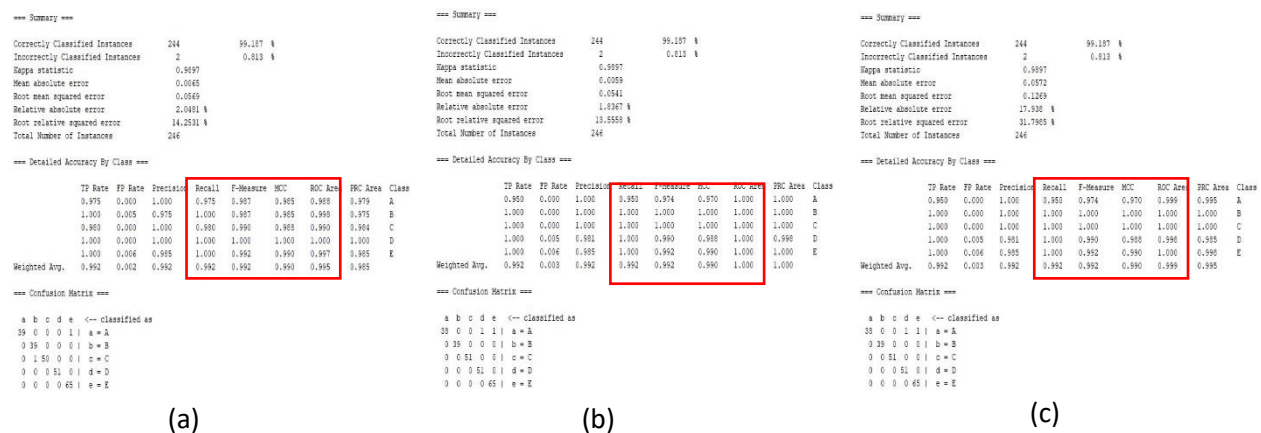 === Summary ===
Correctly Classified Instances 244 99.187 %
Incorrectly Classified Instances 2 0.813 %
Kappa statistic 0.9897
Mean absolute error 0.0065
Root mean squared error 0.0569
Relative absolute error 2.0481 %
Root relative squared error 14.2531 %
Total Number of Instances 246
=== Detailed Accuracy By Class ===
TP Rate FP Rate Precision Recall F-Measure MCC ROC Area PRC Area Class
0.975 0.000 1.000 0.975 0.987 0.985 0.988 0.979 A
1.000 0.005 0.975 1.000 0.987 0.985 0.998 0.975 B
0.980 0.000 1.000 0.980 0.990 0.988 0.990 0.984 C
1.000 0.000 1.000 1.000 1.000 1.000 1.000 1.000 D
1.000 0.006 0.985 1.000 0.992 0.990 0.997 0.985 E
Weighted Avg. 0.992 0.002 0.992 0.992 0.992 0.990 0.995 0.985
=== Confusion Matrix ===
a b c d e <-- classified as
39 0 0 0 1 | a = A
0 39 0 0 0 | b = B
0 1 50 0 0 | c = C
0 0 0 51 0 | d = D
0 0 0 0 65 | e = E
(a)
=== Summary ===
Correctly Classified Instances 244 99.187 %
Incorrectly Classified Instances 2 0.813 %
Kappa statistic 0.9897
Mean absolute error 0.0059
Root mean squared error 0.0541
Relative absolute error 1.8367 %
Root relative squared error 13.5558 %
Total Number of Instances 246
=== Detailed Accuracy By Class ===
TP Rate FP Rate Precision Recall F-Measure MCC ROC Area PRC Area Class
0.950 0.000 1.000 0.950 0.974 0.970 1.000 1.000 A
1.000 0.000 1.000 1.000 1.000 1.000 1.000 1.000 B
1.000 0.000 1.000 1.000 1.000 1.000 1.000 1.000 C
1.000 0.005 0.981 1.000 0.990 0.988 1.000 0.998 D
1.000 0.006 0.985 1.000 0.992 0.990 1.000 1.000 E
Weighted Avg. 0.992 0.003 0.992 0.992 0.992 0.990 1.000 1.000
=== Confusion Matrix ===
a b c d e <-- classified as
38 0 0 1 1 | a = A
0 39 0 0 0 | b = B
0 0 51 0 0 | c = C
0 0 0 51 0 | d = D
0 0 0 0 65 | e = E
(b)
=== Summary ===
Correctly Classified Instances 244 99.187 %
Incorrectly Classified Instances 2 0.813 %
Kappa statistic 0.9897
Mean absolute error 0.0572
Root mean squared error 0.1269
Relative absolute error 17.938 %
Root relative squared error 31.7985 %
Total Number of Instances 246
=== Detailed Accuracy By Class ===
TP Rate FP Rate Precision Recall F-Measure MCC ROC Area PRC Area Class
0.950 0.000 1.000 0.950 0.974 0.970 0.999 0.995 A
1.000 0.000 1.000 1.000 1.000 1.000 1.000 1.000 B
1.000 0.000 1.000 1.000 1.000 1.000 1.000 1.000 C
1.000 0.005 0.981 1.000 0.990 0.988 0.998 0.985 D
1.000 0.006 0.985 1.000 0.992 0.990 1.000 0.998 E
Weighted Avg. 0.992 0.003 0.992 0.992 0.992 0.990 0.999 0.995
=== Confusion Matrix ===
a b c d e <-- classified as
38 0 0 1 1 | a = A
0 39 0 0 0 | b = B
0 0 51 0 0 | c = C
0 0 0 51 0 | d = D
0 0 0 0 65 | e = E
(c)